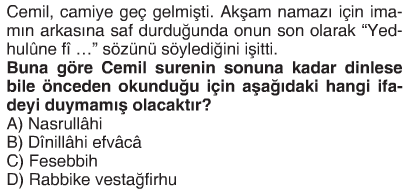 Cemil, camiye geç gelmişti. Akşam namazı için ima-
mın arkasına saf durduğunda onun son olarak “Yed-
hulûne fî ...” sözünü söylediğini işitti.
Buna göre Cemil surenin sonuna kadar dinlese
bile önceden okunduğu için aşağıdaki hangi ifa-
deyi duymamış olacaktır?
A) Nasrullâhi
B) Dînillâhi efvâcâ
C) Fesebbih
D) Rabbike vestağfirhu